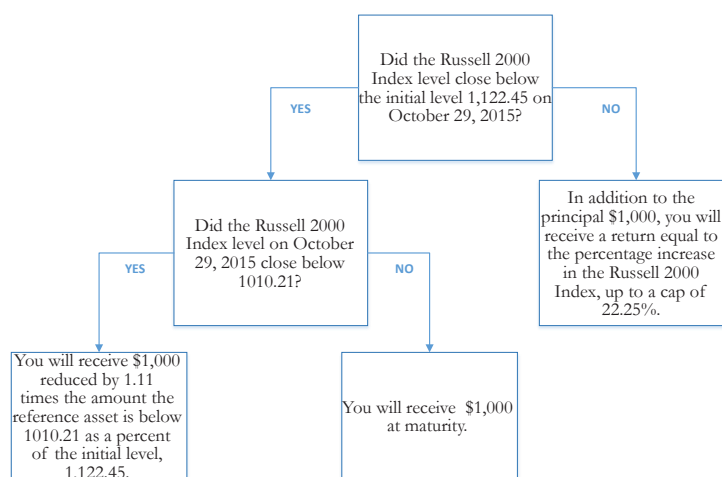 Did the Russell 2000
Index level close below
the initial level 1,122.45 on
October 29, 2015?
YES
NO
Did the Russell 2000
Index level on October
29, 2015 close below
1010.21?
In addition to the
principal $1,000, you will
receive a return equal to
the percentage increase
in the Russell 2000
Index, up to a cap of
22.25%.
YES
NO
You will receive $1,000
reduced by 1.11
times the amount the
reference asset is below
1010.21 as a percent
of the initial level,
1,122.45.
You will receive $1,000
at maturity.